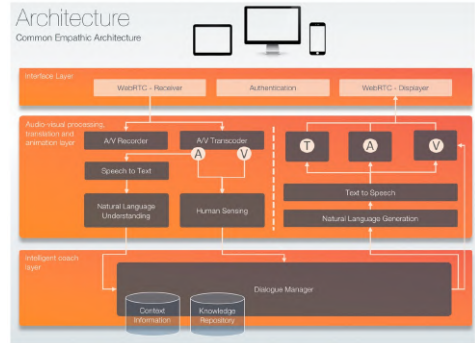 Architecture
Common Empathic Architecture
Interface Layer
WebRTC - Receiver
Authentication
WebRTC - Displayer
Audio-visual processing,
translation and
animation layer
A/V Recorder
A/V Transcoder
A
V
T
A
V
Speech to Text
Text to Speech
Natural Language
Understanding
Human Sensing
Natural Language Generation
Intelligent coach
layer
Dialogue Manager
Context
Information
Knowledge
Repository